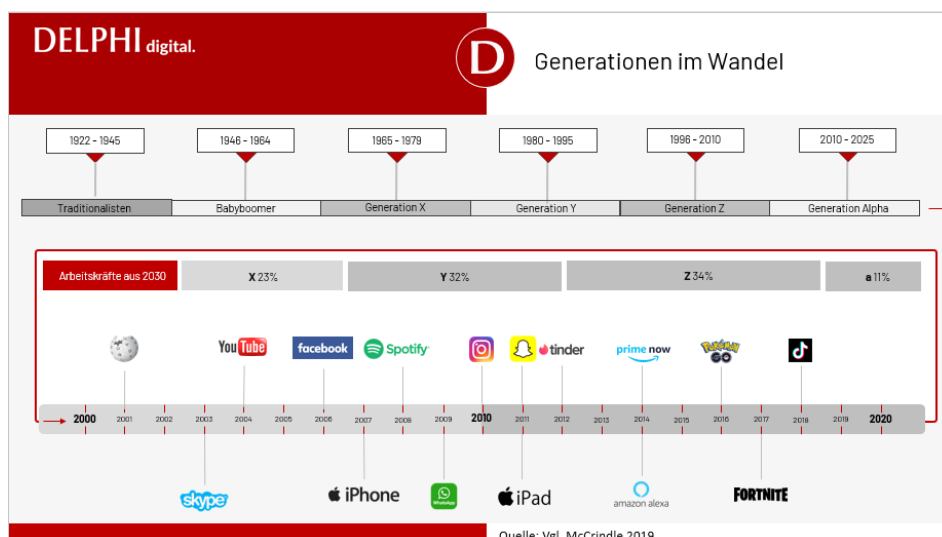 DELPHI digital.
D
Generationen im Wandel
1922 - 1945
1946 - 1964
1965 - 1979
1980 - 1995
1996 - 2010
2010 - 2025
Traditionalisten
Babyboomer
Generation X
Generation Y
Generation Z
Generation Alpha
Arbeitskräfte aus 2030
X 23%
Y 32%
Z 34%
a 11%
YouTube
facebook
Spotify
tinder
prime now
Pokémon GO
2000
2001
2002
2003
2004
2005
2006
2007
2008
2009
2010
2011
2012
2013
2014
2015
2016
2017
2018
2019
2020
skype
iPhone
WhatsApp
iPad
amazon alexa
FORTNITE
Quelle: Vgl. McCrindle 2019